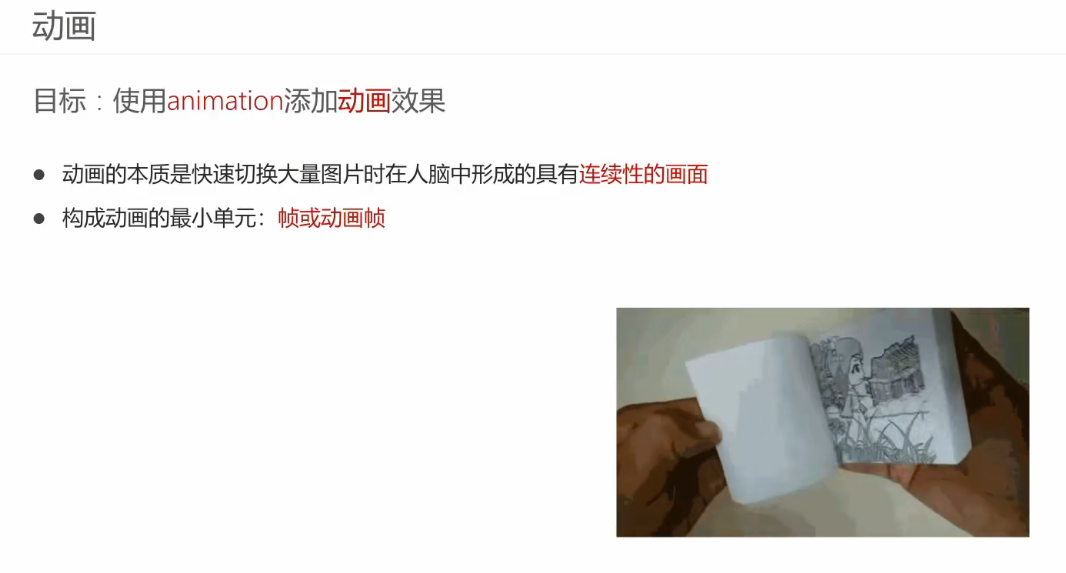 动画
目标：使用animation添加动画效果
● 动画的本质是快速切换大量图片时在人脑中形成的具有连续性的画面
● 构成动画的最小单元：帧或动画帧